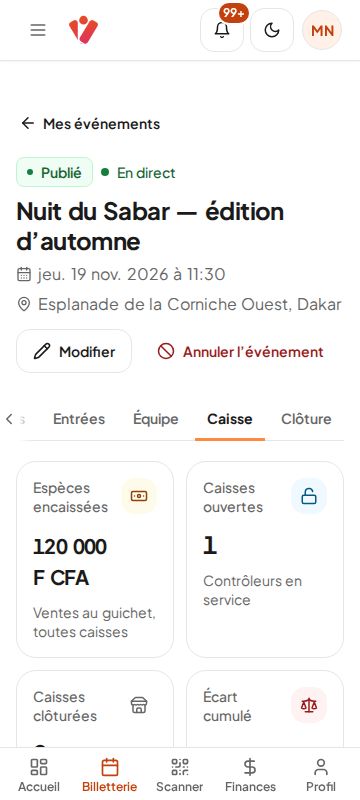 99+
MN
Mes événements
Publié
En direct
Nuit du Sabar — édition
d’automne
jeu. 19 nov. 2026 à 11:30
Esplanade de la Corniche Ouest, Dakar
Modifier
Annuler l’événement
s
Entrées
Équipe
Caisse
Clôture
Espèces
encaissées
120 000
F CFA
Ventes au guichet,
toutes caisses
Caisses
ouvertes
1
Contrôleurs en
service
Caisses
clôturées
Écart
cumulé
Accueil
Billetterie
Scanner
Finances
Profil